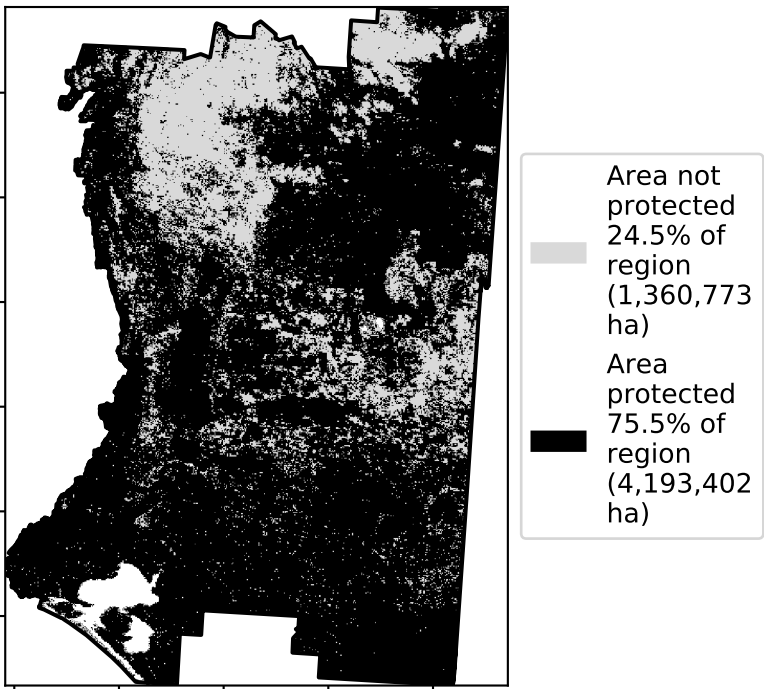 Area not
protected
24.5% of
region
(1,360,773
ha)
Area
protected
75.5% of
region
(4,193,402
ha)